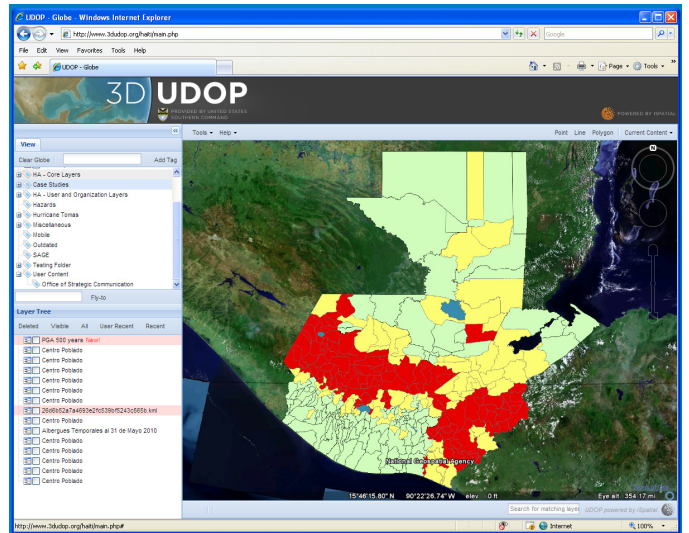 UDOP - Globe - Windows Internet Explorer
http://www.3dudop.org/haiti/main.php
Google
File Edit View Favorites Tools Help
UDOP - Globe
Page Tools
3D UDOP
PROVIDED BY UNITED STATES
SOUTHERN COMMAND
POWERED BY ISPATIAL
Tools Help
Point Line Polygon Current Content
View
Clear Globe Add Tag
HA - Core Layers
Case Studies
HA - User and Organization Layers
Hazards
Hurricane Tomas
Miscellaneous
Mobile
Outdated
SAGE
Testing Folder
User Content
Office of Strategic Communication
Fly-to
Layer Tree
Deleted Visible All User Recent Recent
PGA 500 years New!
Centro Poblado
Centro Poblado
Centro Poblado
Centro Poblado
Centro Poblado
Centro Poblado
26d6b52a7a4693e2fc539bf5243c565b.kml
Centro Poblado
Albergues Temporales al 31 de Mayo 2010
Centro Poblado
Centro Poblado
Centro Poblado
Centro Poblado
Centro Poblado
N
National Geospatial Agency
15°46'15.80" N 90°22'26.74" W elev 0 ft
Eye alt 354.17 mi
Search for matching layer
UDOP powered by iSpatial
http://www.3dudop.org/haiti/main.php#
Internet
100%